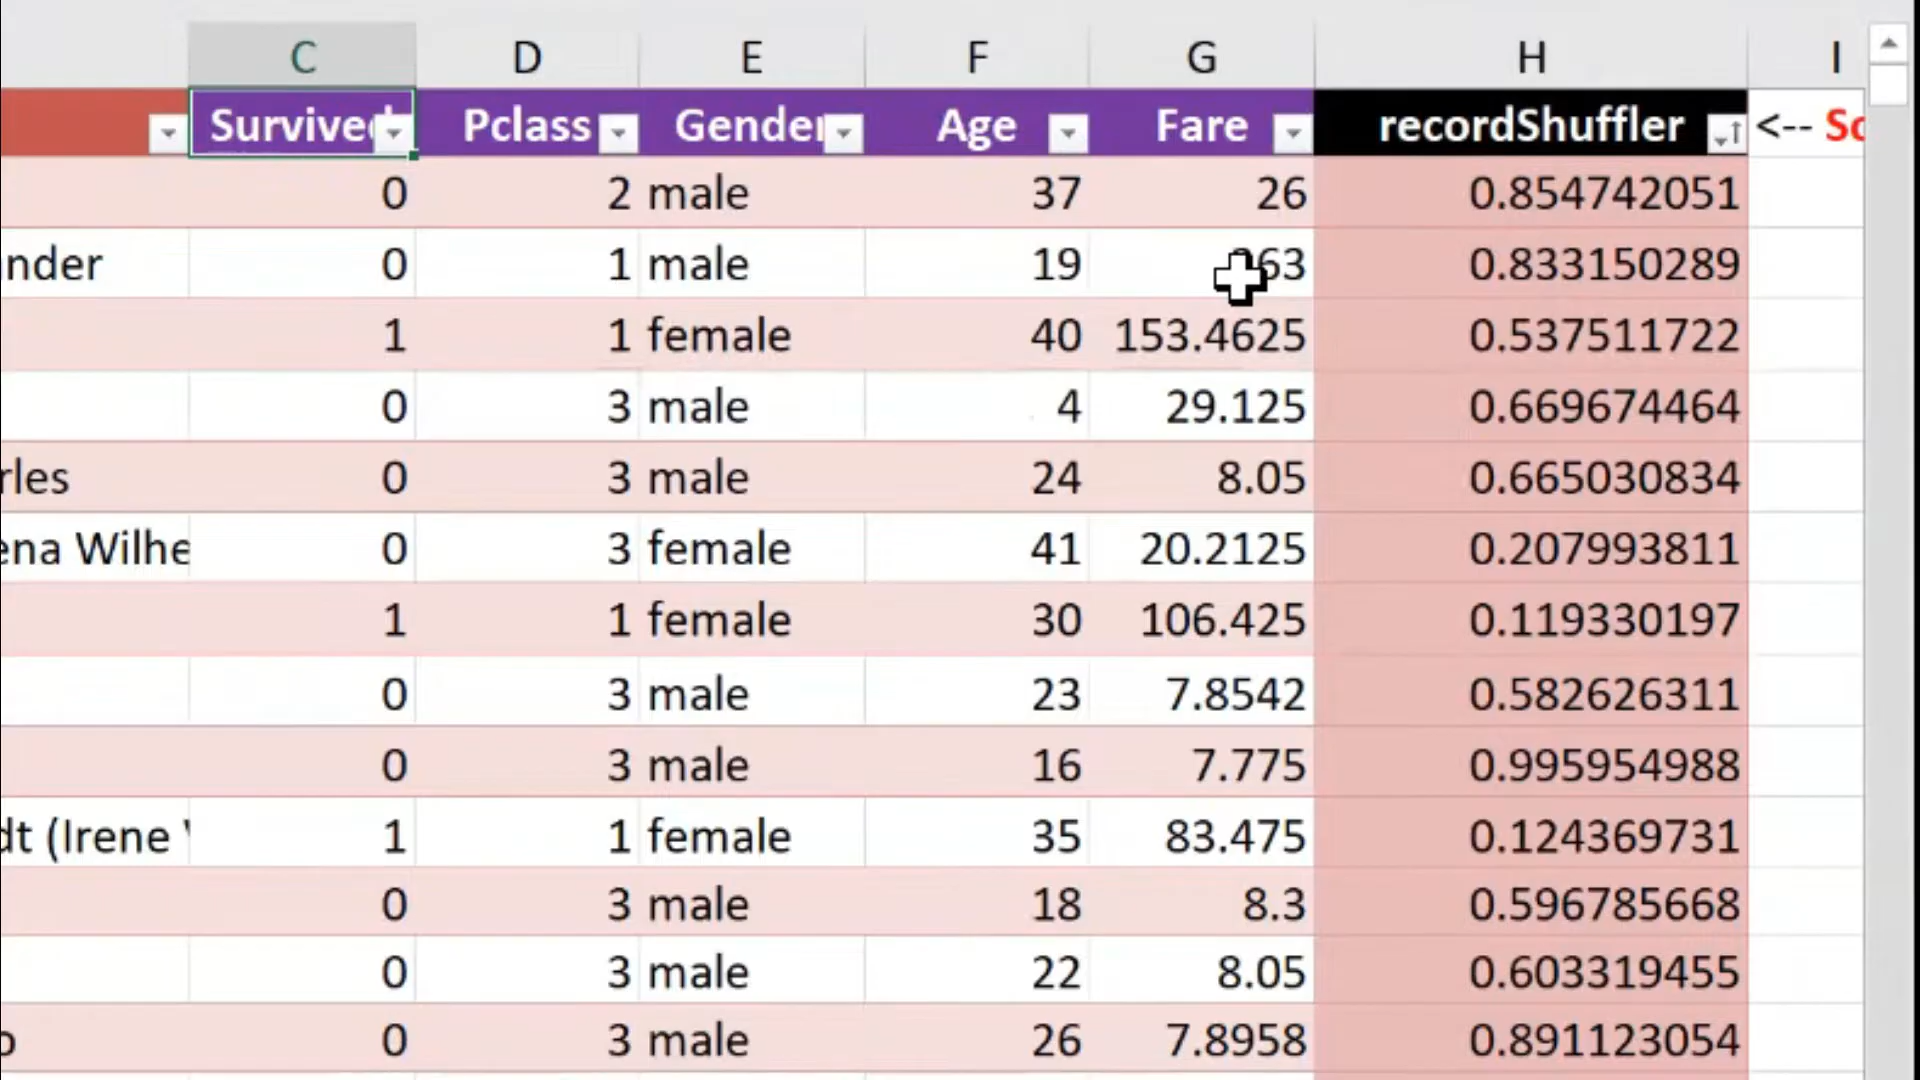 C D E F G H I
Survived Pclass Gender Age Fare recordShuffler <--
0 2 male 37 26 0.854742051
nder 0 1 male 19 0.833150289
1 1 female 40 153.4625 0.537511722
0 3 male 4 29.125 0.669674464
rles 0 3 male 24 8.05 0.665030834
ena Wilhe 0 3 female 41 20.2125 0.207993811
1 1 female 30 106.425 0.119330197
0 3 male 23 7.8542 0.582626311
0 3 male 16 7.775 0.995954988
dt (Irene 1 1 female 35 83.475 0.124369731
0 3 male 18 8.3 0.596785668
0 3 male 22 8.05 0.603319455
o 0 3 male 26 7.8958 0.891123054